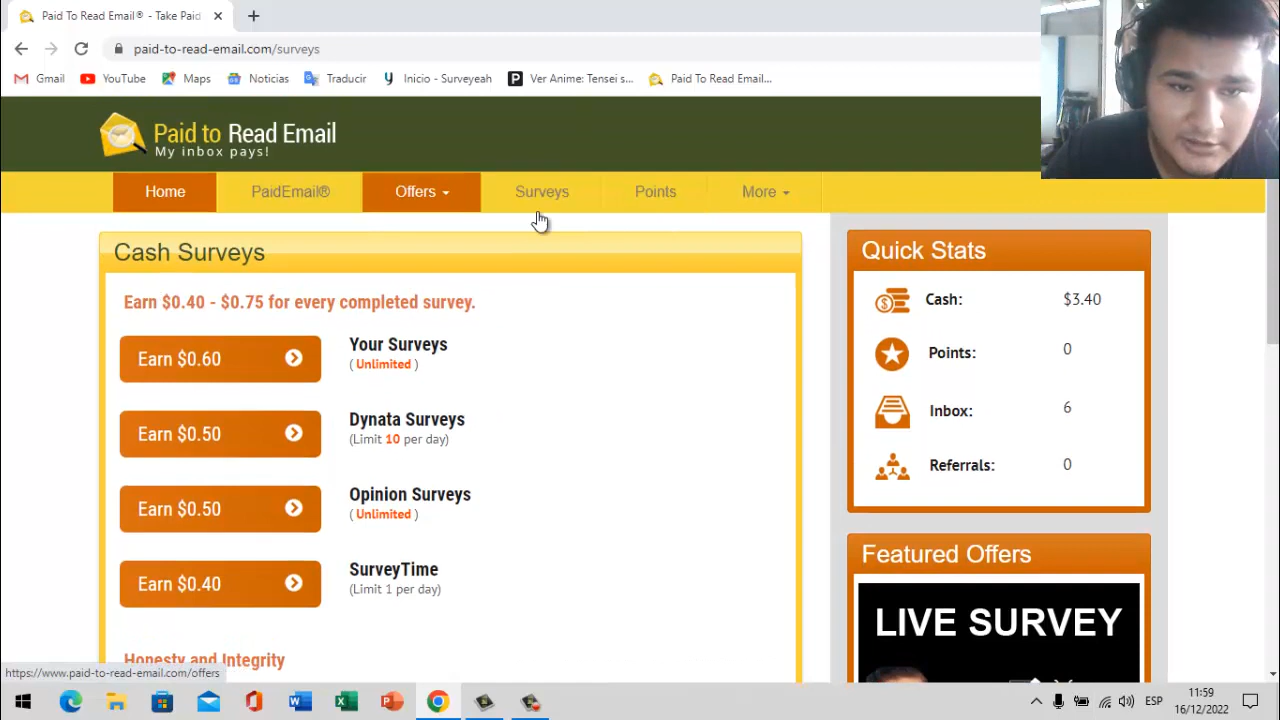 Paid To Read Email® - Take Paid
paid-to-read-email.com/surveys
Gmail YouTube Maps Noticias Traducir Inicio - Surveyeah Ver Anime: Tensei s... Paid To Read Email...
Paid to Read Email
My inbox pays!
Home PaidEmail® Offers Surveys Points More
Cash Surveys
Earn $0.40 - $0.75 for every completed survey.
Earn $0.60 Your Surveys
( Unlimited )
Earn $0.50 Dynata Surveys
(Limit 10 per day)
Earn $0.50 Opinion Surveys
( Unlimited )
Earn $0.40 SurveyTime
(Limit 1 per day)
Honesty and Integrity
Quick Stats
Cash: $3.40
Points: 0
Inbox: 6
Referrals: 0
Featured Offers
LIVE SURVEY
https://www.paid-to-read-email.com/offers
ESP
11:59
16/12/2022